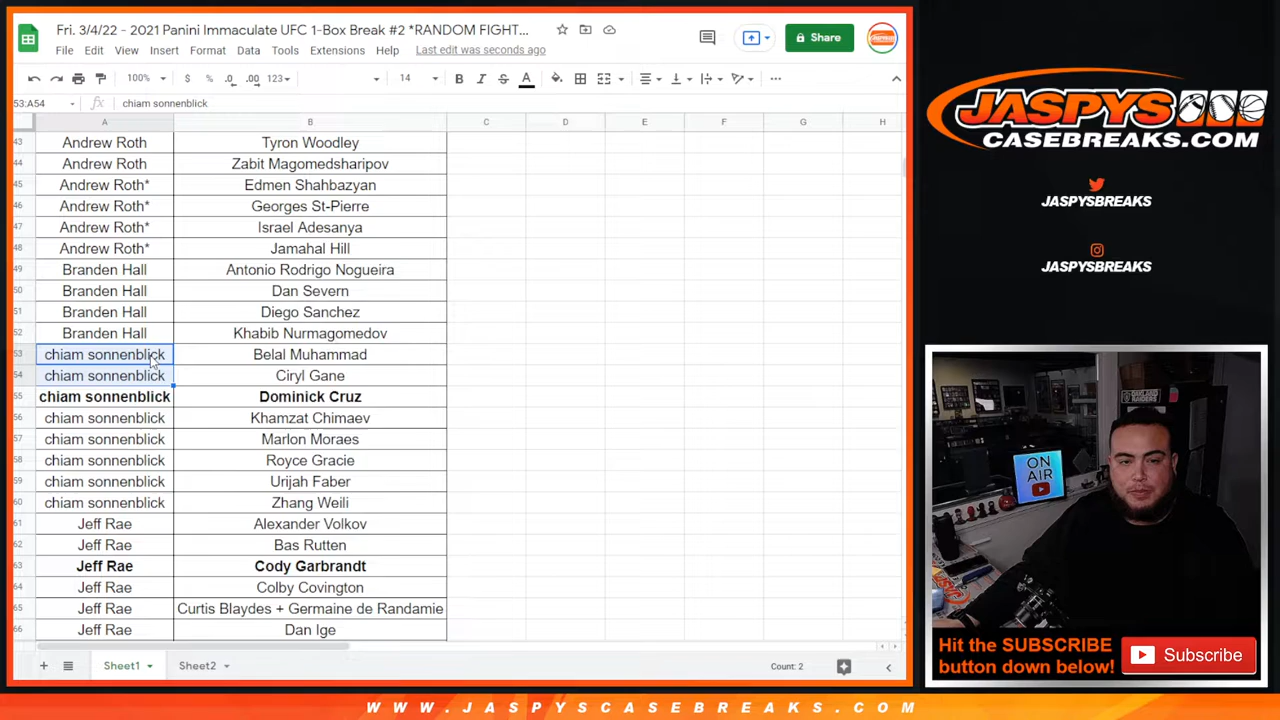 Fri. 3/4/22 - 2021 Panini Immaculate UFC 1-Box Break #2 *RANDOM FIGHT...
File Edit View Insert Format Data Tools Extensions Help Last edit was seconds ago
Share
100% $ % .0 .00 123 14 B I S A
53:A54 fx chiam sonnenblick
A B C D E F G H
43 Andrew Roth Tyron Woodley
44 Andrew Roth Zabit Magomedsharipov
45 Andrew Roth* Edmen Shahbazyan
46 Andrew Roth* Georges St-Pierre
47 Andrew Roth* Israel Adesanya
48 Andrew Roth* Jamahal Hill
49 Branden Hall Antonio Rodrigo Nogueira
50 Branden Hall Dan Severn
51 Branden Hall Diego Sanchez
52 Branden Hall Khabib Nurmagomedov
53 chiam sonnenblick Belal Muhammad
54 chiam sonnenblick Ciryl Gane
55 chiam sonnenblick Dominick Cruz
56 chiam sonnenblick Khamzat Chimaev
57 chiam sonnenblick Marlon Moraes
58 chiam sonnenblick Royce Gracie
59 chiam sonnenblick Urijah Faber
60 chiam sonnenblick Zhang Weili
61 Jeff Rae Alexander Volkov
62 Jeff Rae Bas Rutten
63 Jeff Rae Cody Garbrandt
64 Jeff Rae Colby Covington
65 Jeff Rae Curtis Blaydes + Germaine de Randamie
66 Jeff Rae Dan Ige
Sheet1 Sheet2 Count: 2
JASPYS
CASEBREAKS.COM
JASPYSBREAKS
JASPYSBREAKS
ON
AIR
Hit the SUBSCRIBE
button down below!
Subscribe
WWW.JASPYSCASEBREAKS.COM